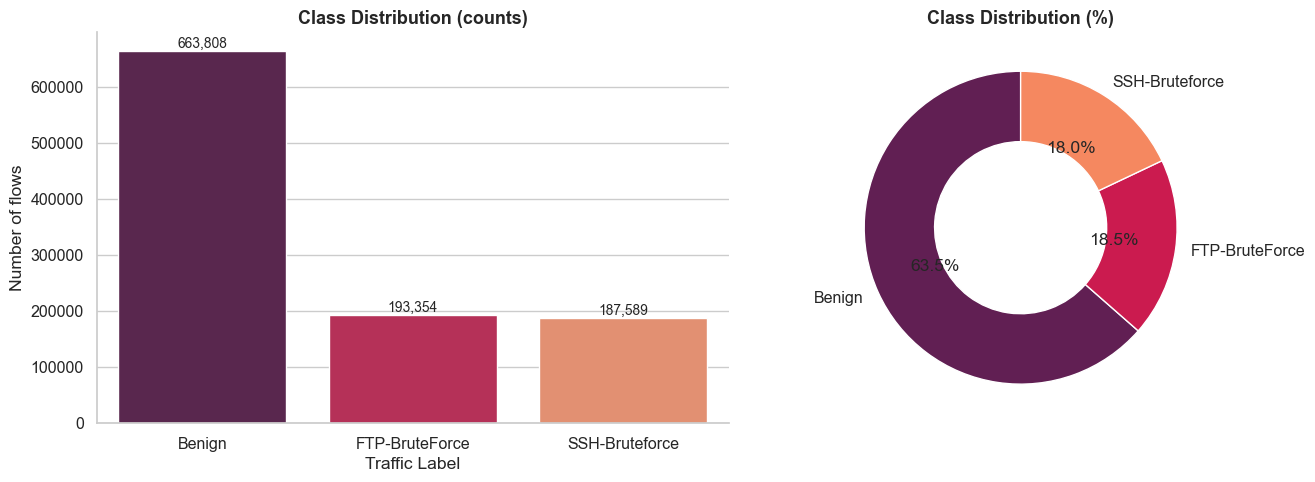 Class Distribution (counts)
663,808
193,354
187,589
600000
500000
400000
300000
200000
100000
0
Number of flows
Benign
FTP-BruteForce
SSH-Bruteforce
Traffic Label
Class Distribution (%)
SSH-Bruteforce
18.0%
18.5%
FTP-BruteForce
63.5%
Benign